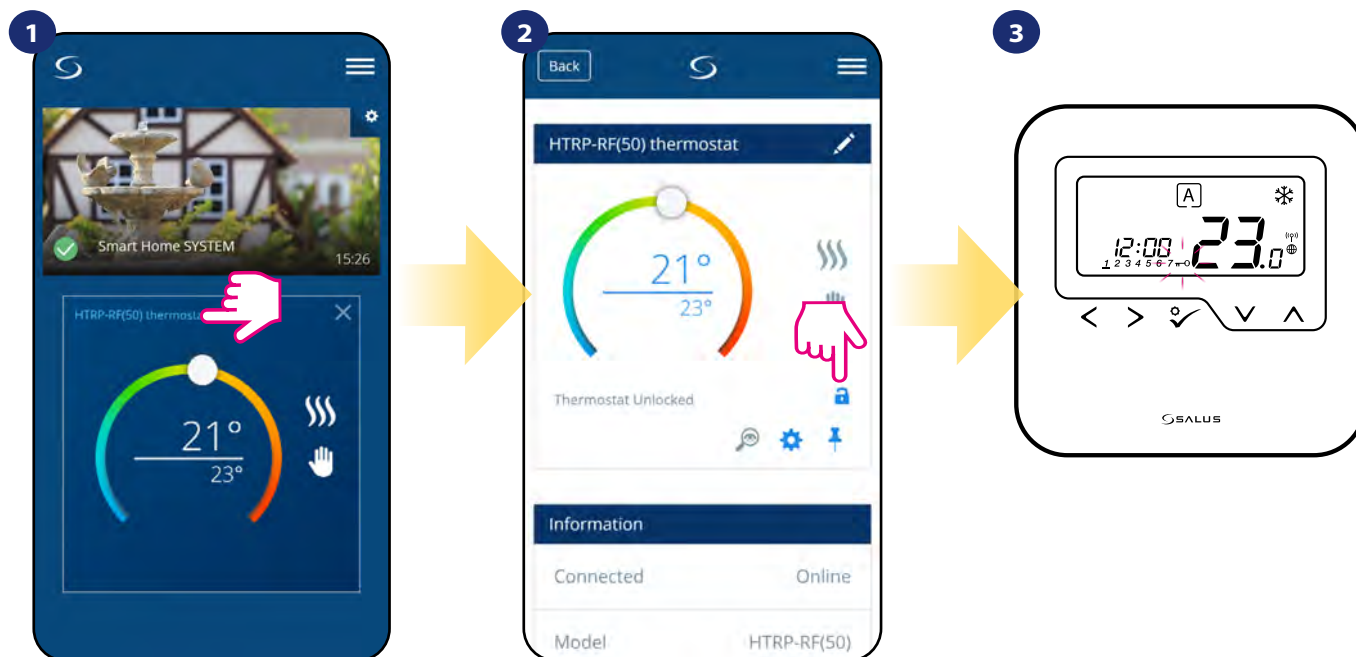 1
Smart Home SYSTEM
15:26
HTRP-RF(50) thermosta
21°
23°
2
Back
HTRP-RF(50) thermostat
21°
23°
Thermostat Unlocked
Information
Connected Online
Model HTRP-RF(50)
3
A
12:00 23.0
1 2 3 4 5 6 7
SALUS